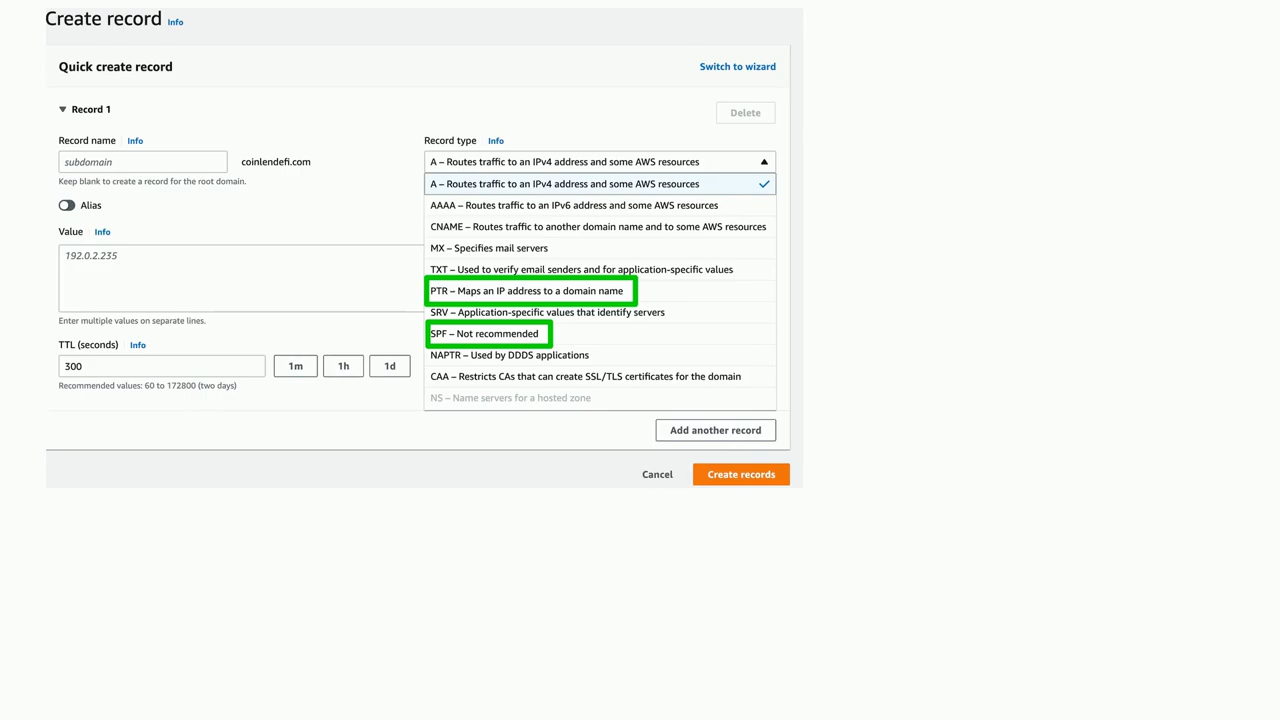 Create record Info
Quick create record
Switch to wizard
Record 1
Delete
Record name Info
subdomain
coinlendefi.com
Keep blank to create a record for the root domain.
Alias
Value Info
192.0.2.235
Enter multiple values on separate lines.
TTL (seconds) Info
300
1m
1h
1d
Recommended values: 60 to 172800 (two days)
Record type Info
A – Routes traffic to an IPv4 address and some AWS resources
A – Routes traffic to an IPv4 address and some AWS resources
AAAA – Routes traffic to an IPv6 address and some AWS resources
CNAME – Routes traffic to another domain name and to some AWS resources
MX – Specifies mail servers
TXT – Used to verify email senders and for application-specific values
PTR – Maps an IP address to a domain name
SRV – Application-specific values that identify servers
SPF – Not recommended
NAPTR – Used by DDDS applications
CAA – Restricts CAs that can create SSL/TLS certificates for the domain
NS – Name servers for a hosted zone
Add another record
Cancel
Create records